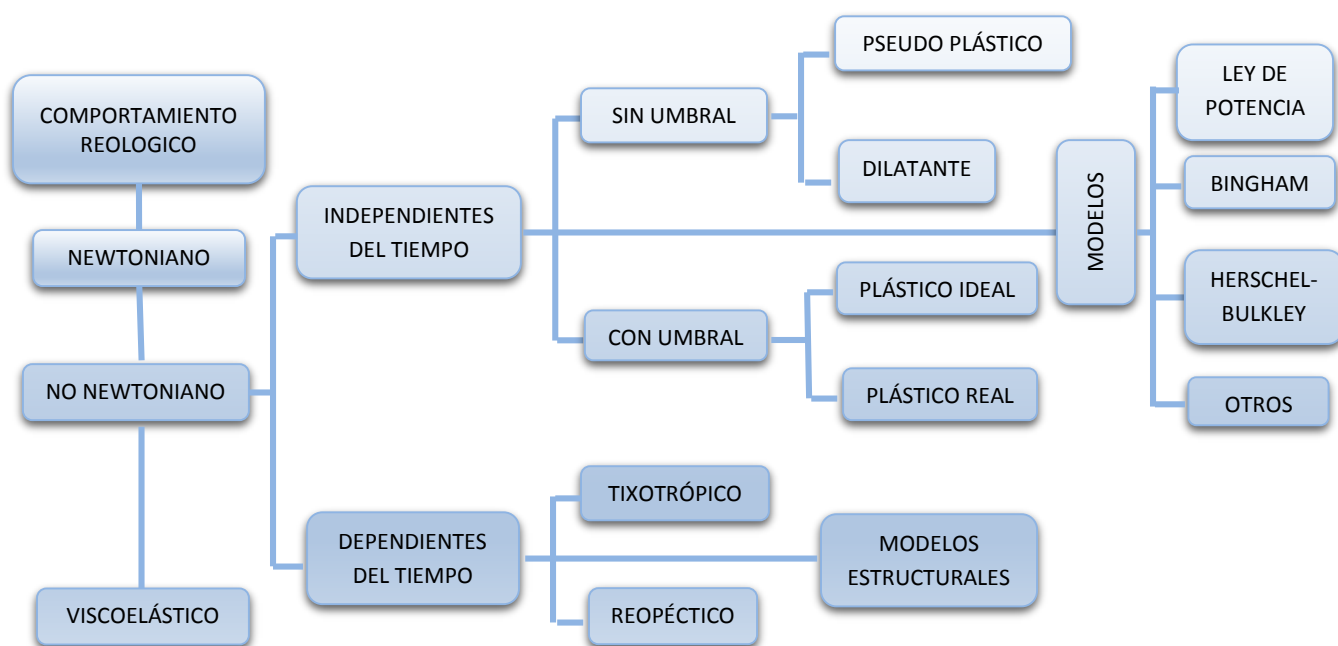 COMPORTAMIENTO
REOLOGICO
NEWTONIANO
NO NEWTONIANO
VISCOELÁSTICO
INDEPENDIENTES
DEL TIEMPO
DEPENDIENTES
DEL TIEMPO
SIN UMBRAL
CON UMBRAL
TIXOTRÓPICO
REOPÉCTICO
PSEUDO PLÁSTICO
DILATANTE
PLÁSTICO IDEAL
PLÁSTICO REAL
MODELOS
ESTRUCTURALES
MODELOS
LEY DE
POTENCIA
BINGHAM
HERSCHEL-
BULKLEY
OTROS